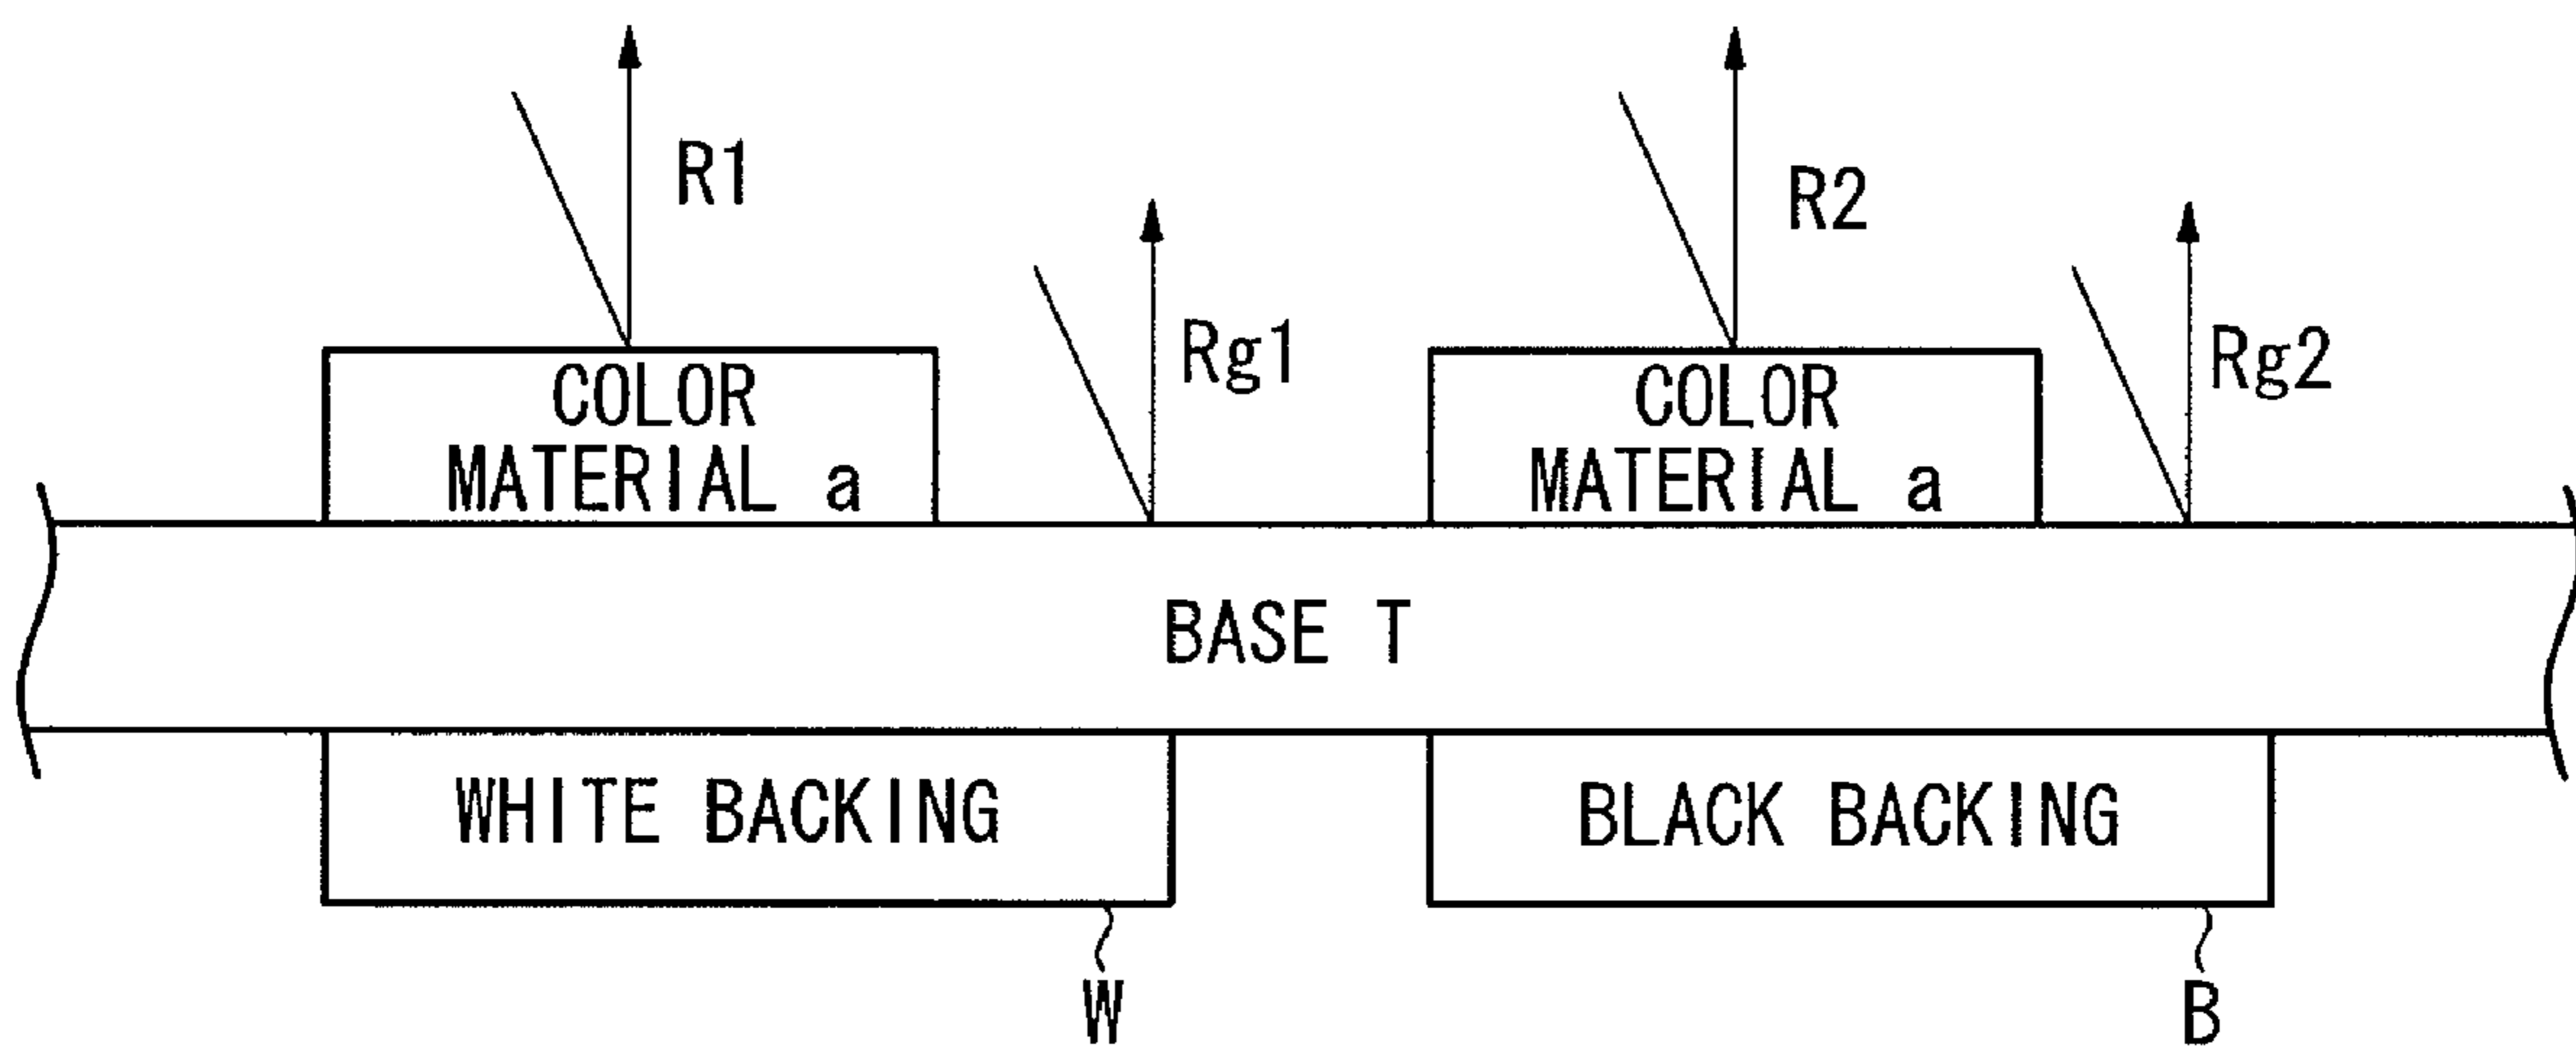 R1
R2
Rg1
Rg2
COLOR
MATERIAL a
COLOR
MATERIAL a
BASE T
WHITE BACKING
BLACK BACKING
W
B